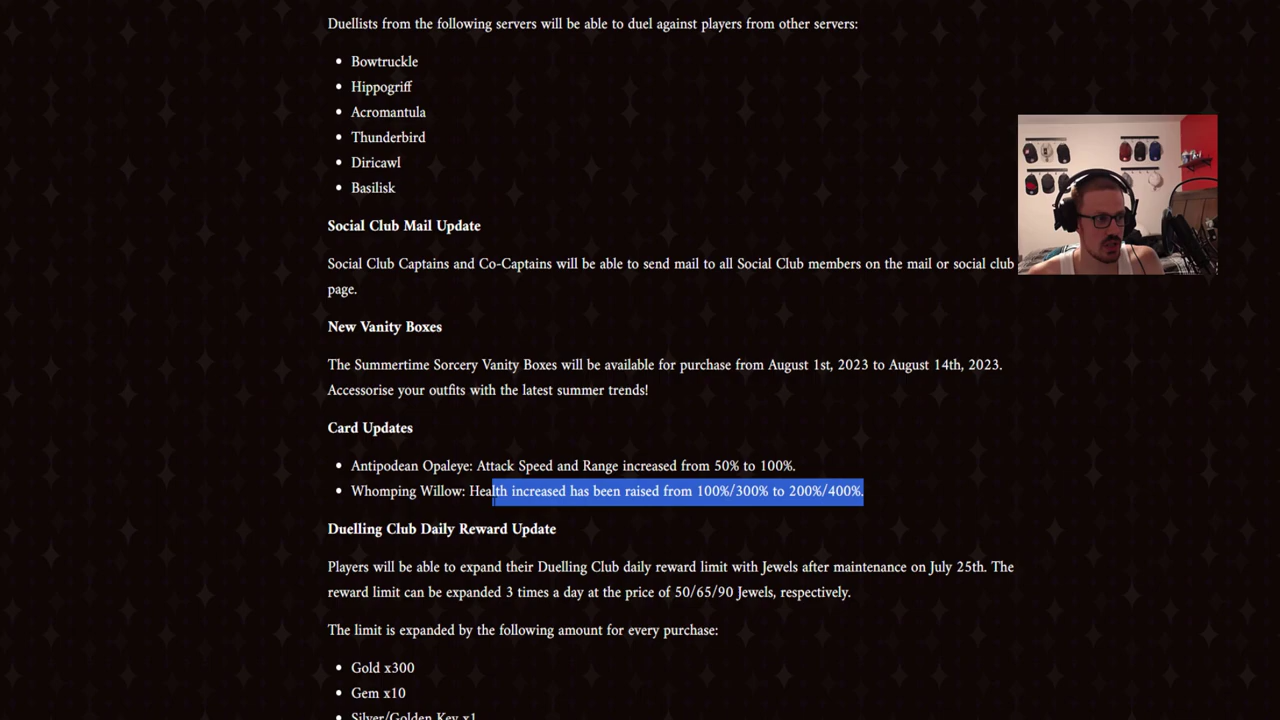 Duellists from the following servers will be able to duel against players from other servers:
• Bowtruckle
• Hippogriff
• Acromantula
• Thunderbird
• Diricawl
• Basilisk
Social Club Mail Update
Social Club Captains and Co-Captains will be able to send mail to all Social Club members on the mail or social club
page.
New Vanity Boxes
The Summertime Sorcery Vanity Boxes will be available for purchase from August 1st, 2023 to August 14th, 2023.
Accessorise your outfits with the latest summer trends!
Card Updates
• Antipodean Opaleye: Attack Speed and Range increased from 50% to 100%.
• Whomping Willow: Health increased has been raised from 100%/300% to 200%/400%.
Duelling Club Daily Reward Update
Players will be able to expand their Duelling Club daily reward limit with Jewels after maintenance on July 25th. The
reward limit can be expanded 3 times a day at the price of 50/65/90 Jewels, respectively.
The limit is expanded by the following amount for every purchase:
• Gold x300
• Gem x10
• Silver/Golden Key x1